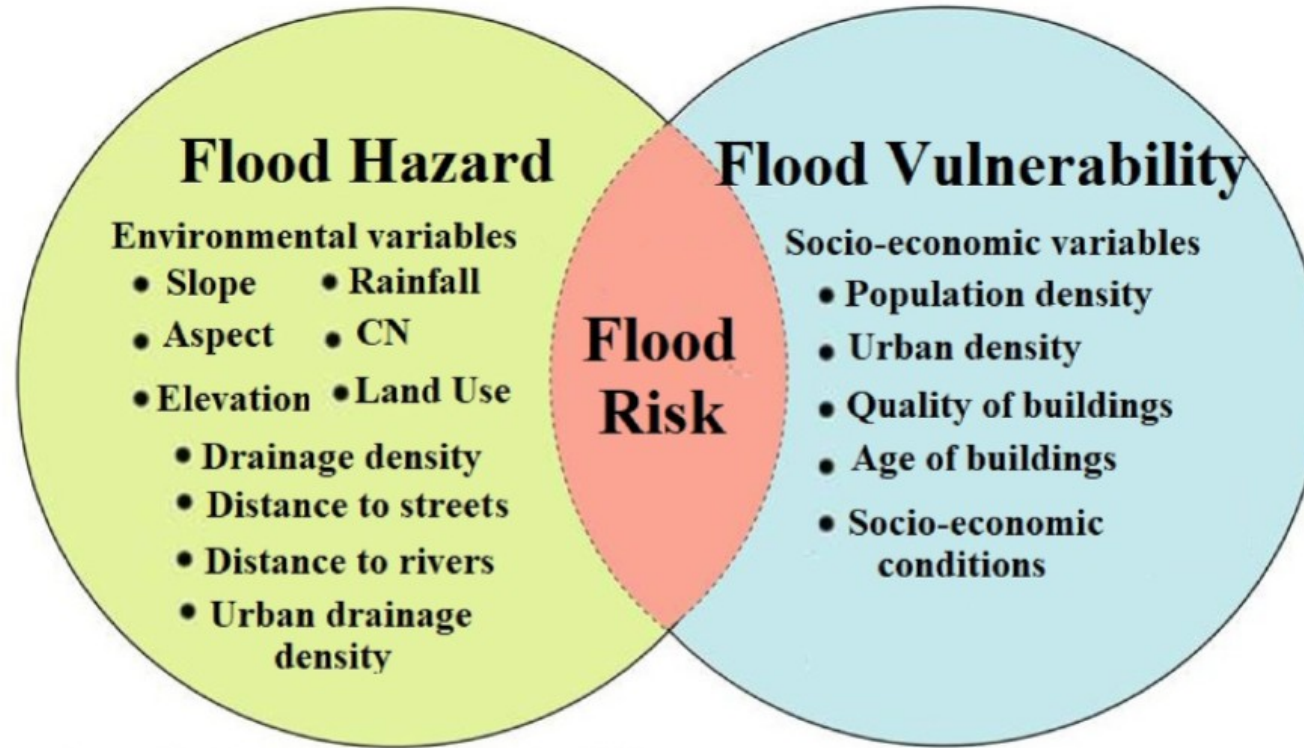 Flood Hazard
Environmental variables
• Slope • Rainfall
• Aspect • CN
• Elevation • Land Use
• Drainage density
• Distance to streets
• Distance to rivers
• Urban drainage
density
Flood
Risk
Flood Vulnerability
Socio-economic variables
• Population density
• Urban density
• Quality of buildings
• Age of buildings
• Socio-economic
conditions